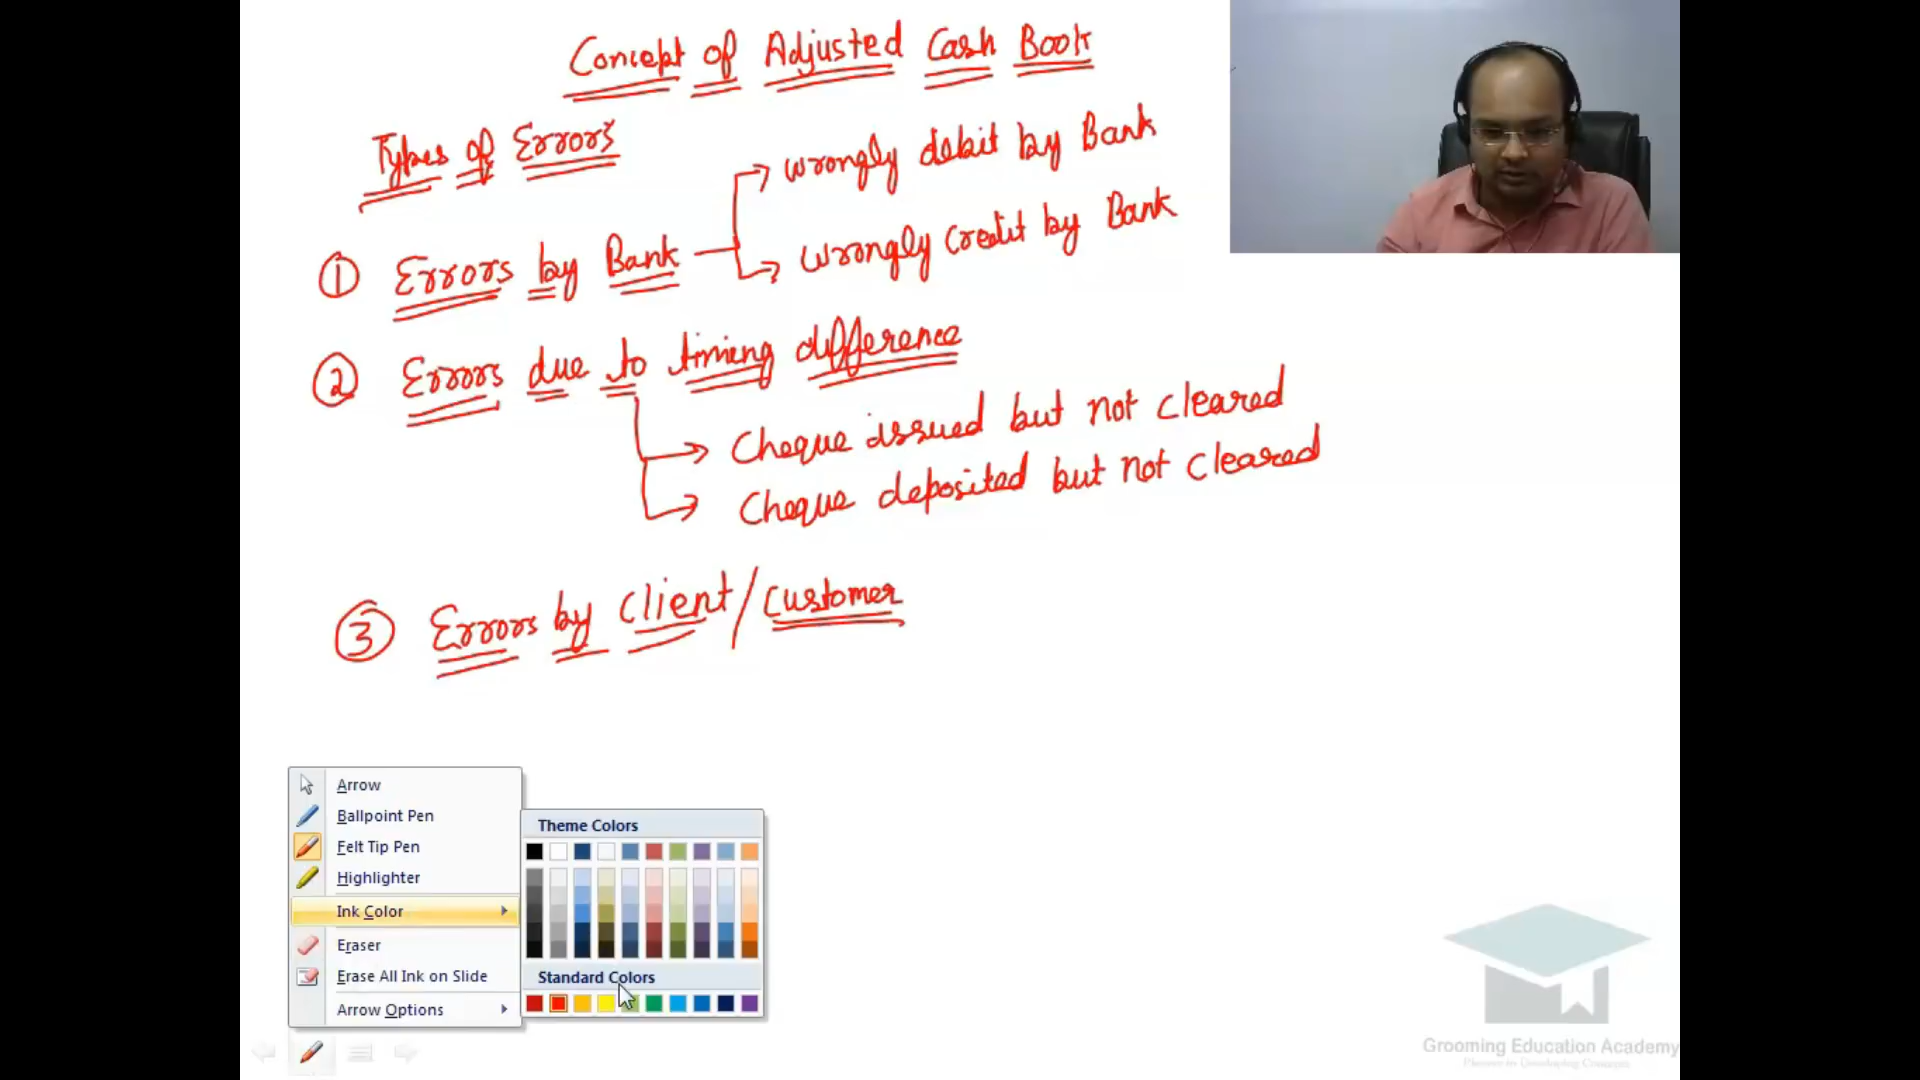 Concept of Adjusted Cash Book
Types of Errors
① Errors by Bank
wrongly debit by Bank
wrongly credit by Bank
② Errors due to timing difference
Cheque issued but not cleared
Cheque deposited but not cleared
③ Errors by Client/Customer
Arrow
Ballpoint Pen
Felt Tip Pen
Highlighter
Ink Color
Eraser
Erase All Ink on Slide
Arrow Options
Theme Colors
Standard Colors
Grooming Education Academy